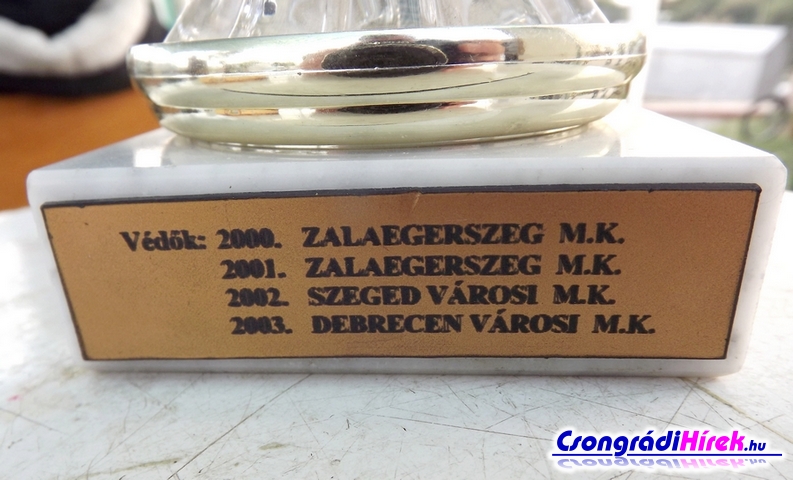 Védők: 2000. ZALAEGERSZEG M.K.
2001. ZALAEGERSZEG M.K.
2002. SZEGED VÁROSI M.K.
2003. DEBRECEN VÁROSI M.K.
CsongrádiHírek.hu